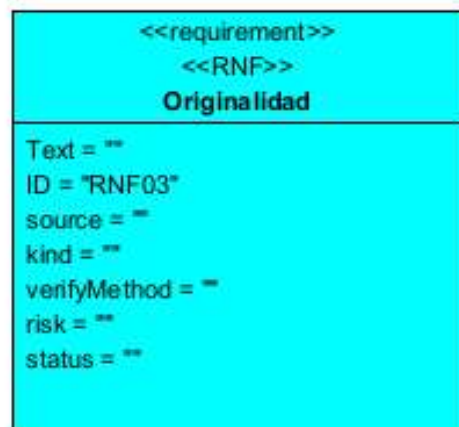 <<requirement>>
<<RNF>>
Originalidad
Text = ""
ID = "RNF03"
source = ""
kind = ""
verifyMethod = ""
risk = ""
status = ""